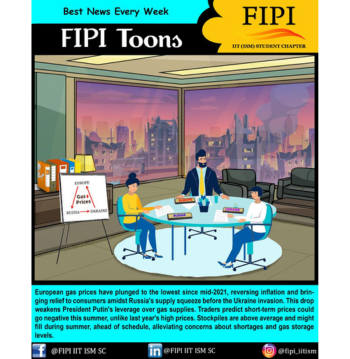 Best News Every Week
FIPI
FIPI Toons
IIT (ISM) STUDENT CHAPTER
EUROPE
Gas
Prices
RUSSIA
UKRAINE
RUSSIA
European gas prices have plunged to the lowest since mid-2021, reversing inflation and brin-
ging relief to consumers amidst Russia's supply squeeze before the Ukraine invasion. This drop
weakens President Putin's leverage over gas supplies. Traders predict short-term prices could
go negative this summer, unlike last year's high prices. Stockpiles are above average and might
fill during summer, ahead of schedule, alleviating concerns about shortages and gas storage
levels.
@FIPI IIT ISM SC
@FIPI IIT ISM SC
@fipi_iitism